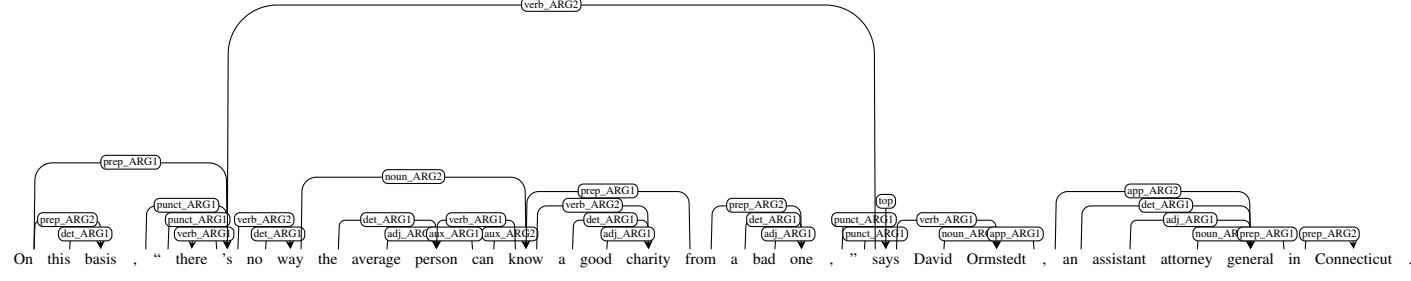 verb_ARG2
prep_ARG1
noun_ARG2
prep_ARG1 app_ARG2
top
punct_ARG1 verb_ARG2 prep_ARG2 det_ARG1
prep_ARG2 punct_ARG1 verb_ARG2 det_ARG1 verb_ARG1 det_ARG1 det_ARG1 punct_ARG1 verb_ARG1 adj_ARG1
det_ARG1 verb_ARG1 det_ARG1 aux_ARG1 aux_ARG2 adj_ARG1 adj_ARG1 punct_ARG1 app_ARG1 prep_ARG1 prep_ARG2
On this basis , “ there ’s no way the average person can know a good charity from a bad one , ” says David Ormstedt , an assistant attorney general in Connecticut .